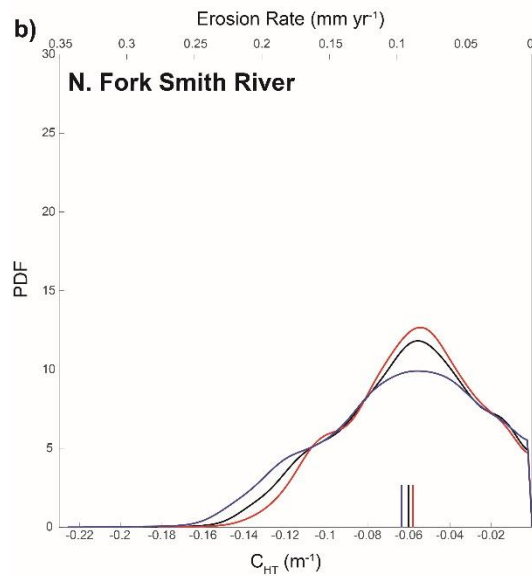 b)
Erosion Rate (mm yr⁻¹)
0.35 0.3 0.25 0.2 0.15 0.1 0.05 0
N. Fork Smith River
30
25
20
15
10
5
0
PDF
-0.22 -0.2 -0.18 -0.16 -0.14 -0.12 -0.1 -0.08 -0.06 -0.04 -0.02
C_HT (m⁻¹)